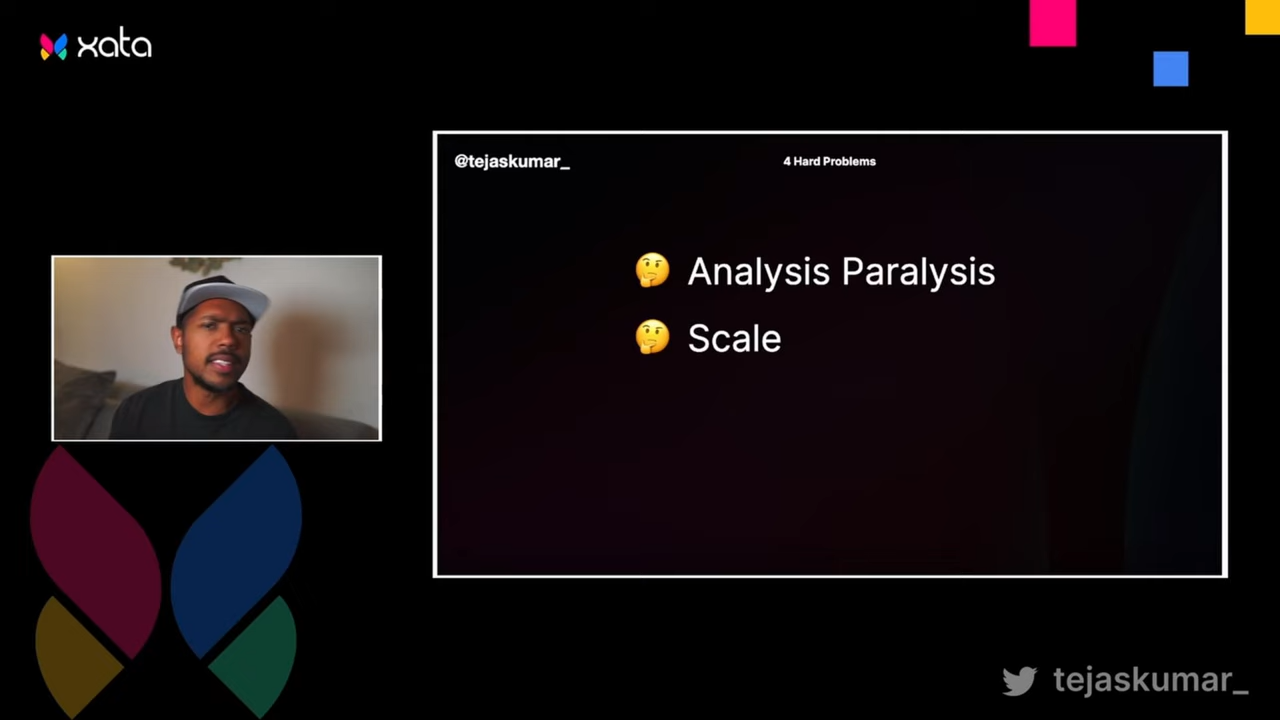 xata
@tejaskumar_
4 Hard Problems
🤔 Analysis Paralysis
🤔 Scale
tejaskumar_